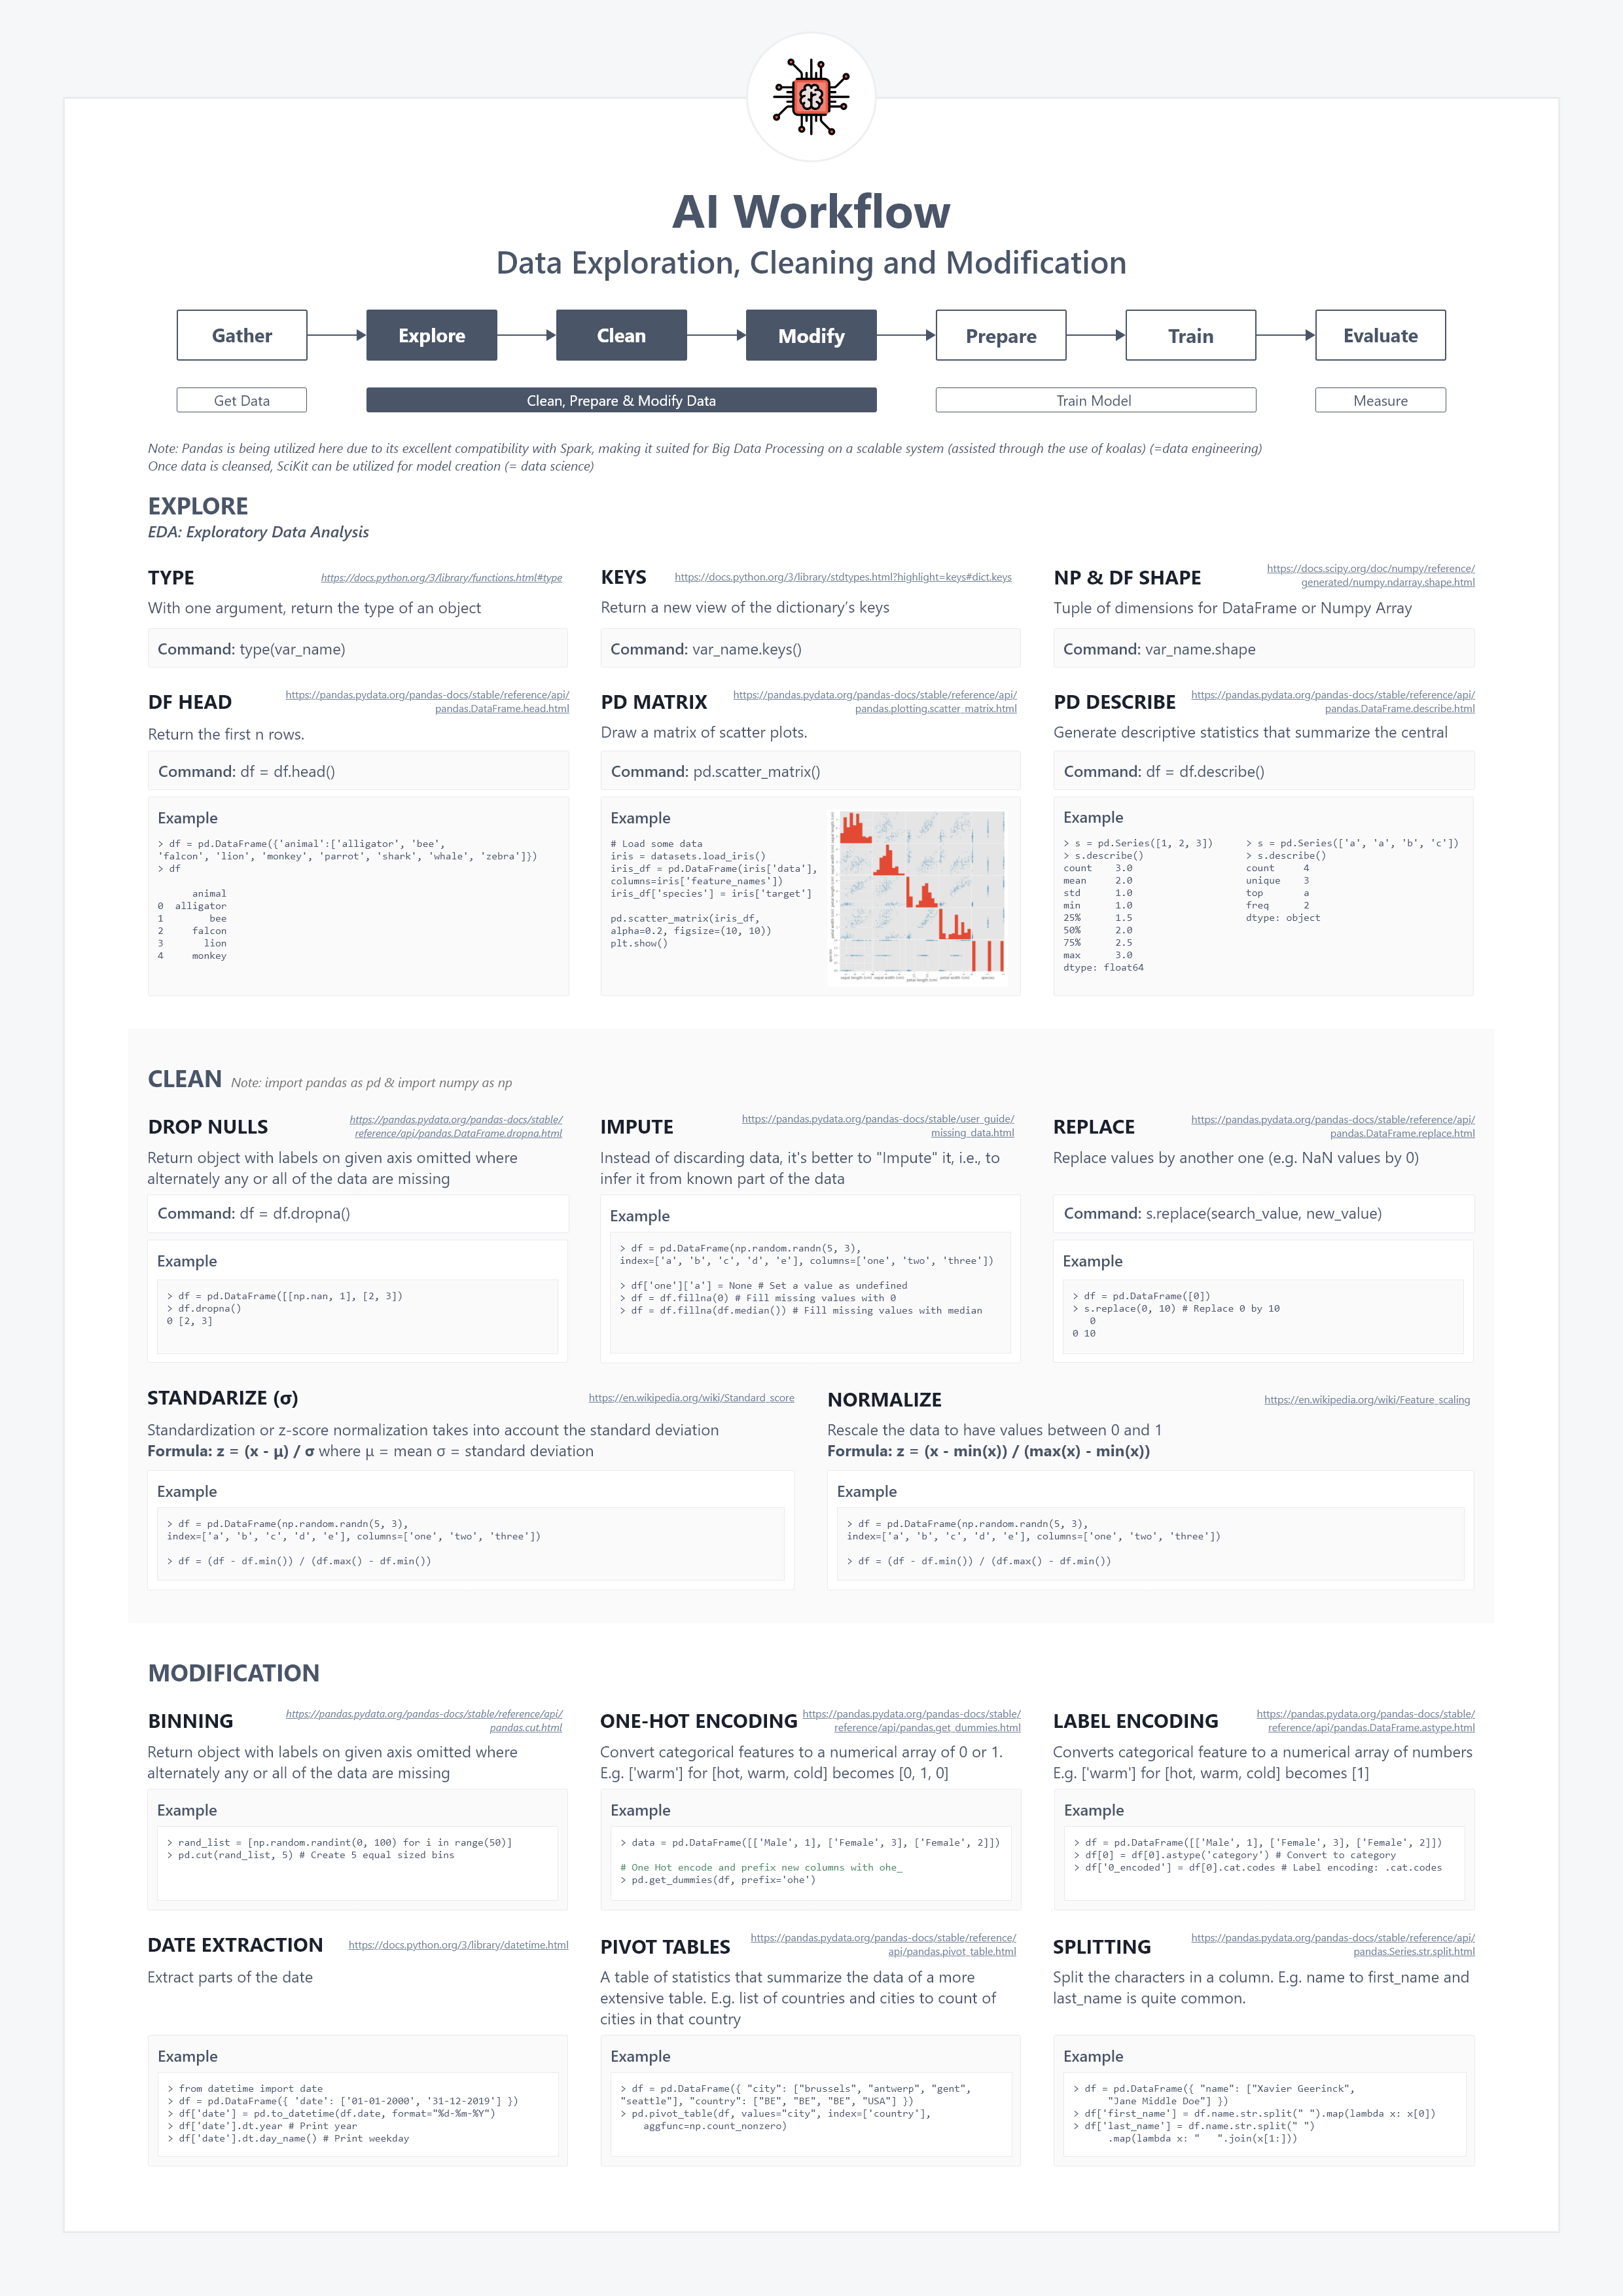 AI Workflow
Data Exploration, Cleaning and Modification
Gather
Explore
Clean
Modify
Prepare
Train
Evaluate
Get Data
Clean, Prepare & Modify Data
Train Model
Measure
Note: Pandas is being utilized here due to its excellent compatibility with Spark, making it suited for Big Data Processing on a scalable system (assisted through the use of koalas) (=data engineering)
Once data is cleansed, SciKit can be utilized for model creation (= data science)
EXPLORE
EDA: Exploratory Data Analysis
TYPE
https://docs.python.org/3/library/functions.html#type
With one argument, return the type of an object
Command: type(var_name)
KEYS
https://docs.python.org/3/library/stdtypes.html?highlight=keys#dict.keys
Return a new view of the dictionary’s keys
Command: var_name.keys()
NP & DF SHAPE
https://docs.scipy.org/doc/numpy/reference/
generated/numpy.ndarray.shape.html
Tuple of dimensions for DataFrame or Numpy Array
Command: var_name.shape
DF HEAD
https://pandas.pydata.org/pandas-docs/stable/reference/api/
pandas.DataFrame.head.html
Return the first n rows.
Command: df = df.head()
Example
> df = pd.DataFrame({'animal':['alligator', 'bee',
'falcon', 'lion', 'monkey', 'parrot', 'shark', 'whale', 'zebra']})
> df
animal
0 alligator
1 bee
2 falcon
3 lion
4 monkey
PD MATRIX
https://pandas.pydata.org/pandas-docs/stable/reference/api/
pandas.plotting.scatter_matrix.html
Draw a matrix of scatter plots.
Command: pd.scatter_matrix()
Example
# Load some data
iris = datasets.load_iris()
iris_df = pd.DataFrame(iris['data'],
columns=iris['feature_names'])
iris_df['species'] = iris['target']
pd.scatter_matrix(iris_df,
alpha=0.2, figsize=(10, 10))
plt.show()
sepal length (cm)
sepal width (cm)
petal length (cm)
petal width (cm)
species
PD DESCRIBE
https://pandas.pydata.org/pandas-docs/stable/reference/api/
pandas.DataFrame.describe.html
Generate descriptive statistics that summarize the central
Command: df = df.describe()
Example
> s = pd.Series([1, 2, 3])
> s.describe()
count 3.0
mean 2.0
std 1.0
min 1.0
25% 1.5
50% 2.0
75% 2.5
max 3.0
dtype: float64
> s = pd.Series(['a', 'a', 'b', 'c'])
> s.describe()
count 4
unique 3
top a
freq 2
dtype: object
CLEAN Note: import pandas as pd & import numpy as np
DROP NULLS
https://pandas.pydata.org/pandas-docs/stable/
reference/api/pandas.DataFrame.dropna.html
Return object with labels on given axis omitted where
alternately any or all of the data are missing
Command: df = df.dropna()
Example
> df = pd.DataFrame([[np.nan, 1], [2, 3])
> df.dropna()
0 [2, 3]
IMPUTE
https://pandas.pydata.org/pandas-docs/stable/user_guide/
missing_data.html
Instead of discarding data, it's better to "Impute" it, i.e., to
infer it from known part of the data
Example
> df = pd.DataFrame(np.random.randn(5, 3),
index=['a', 'b', 'c', 'd', 'e'], columns=['one', 'two', 'three'])
> df['one']['a'] = None # Set a value as undefined
> df = df.fillna(0) # Fill missing values with 0
> df = df.fillna(df.median()) # Fill missing values with median
REPLACE
https://pandas.pydata.org/pandas-docs/stable/reference/api/
pandas.DataFrame.replace.html
Replace values by another one (e.g. NaN values by 0)
Command: s.replace(search_value, new_value)
Example
> df = pd.DataFrame([0])
> s.replace(0, 10) # Replace 0 by 10
0
0 10
STANDARIZE (σ)
https://en.wikipedia.org/wiki/Standard_score
Standardization or z-score normalization takes into account the standard deviation
Formula: z = (x - μ) / σ where μ = mean σ = standard deviation
Example
> df = pd.DataFrame(np.random.randn(5, 3),
index=['a', 'b', 'c', 'd', 'e'], columns=['one', 'two', 'three'])
> df = (df - df.min()) / (df.max() - df.min())
NORMALIZE
https://en.wikipedia.org/wiki/Feature_scaling
Rescale the data to have values between 0 and 1
Formula: z = (x - min(x)) / (max(x) - min(x))
Example
> df = pd.DataFrame(np.random.randn(5, 3),
index=['a', 'b', 'c', 'd', 'e'], columns=['one', 'two', 'three'])
> df = (df - df.min()) / (df.max() - df.min())
MODIFICATION
BINNING
https://pandas.pydata.org/pandas-docs/stable/reference/api/
pandas.cut.html
Return object with labels on given axis omitted where
alternately any or all of the data are missing
Example
> rand_list = [np.random.randint(0, 100) for i in range(50)]
> pd.cut(rand_list, 5) # Create 5 equal sized bins
ONE-HOT ENCODING
https://pandas.pydata.org/pandas-docs/stable/
reference/api/pandas.get_dummies.html
Convert categorical features to a numerical array of 0 or 1.
E.g. ['warm'] for [hot, warm, cold] becomes [0, 1, 0]
Example
> data = pd.DataFrame([['Male', 1], ['Female', 3], ['Female', 2]])
# One Hot encode and prefix new columns with ohe_
> pd.get_dummies(df, prefix='ohe')
LABEL ENCODING
https://pandas.pydata.org/pandas-docs/stable/
reference/api/pandas.DataFrame.astype.html
Converts categorical feature to a numerical array of numbers
E.g. ['warm'] for [hot, warm, cold] becomes [1]
Example
> df = pd.DataFrame([['Male', 1], ['Female', 3], ['Female', 2]])
> df[0] = df[0].astype('category') # Convert to category
> df['0_encoded'] = df[0].cat.codes # Label encoding: .cat.codes
DATE EXTRACTION
https://docs.python.org/3/library/datetime.html
Extract parts of the date
Example
> from datetime import date
> df = pd.DataFrame({ 'date': ['01-01-2000', '31-12-2019'] })
> df['date'] = pd.to_datetime(df.date, format="%d-%m-%Y")
> df['date'].dt.year # Print year
> df['date'].dt.day_name() # Print weekday
PIVOT TABLES
https://pandas.pydata.org/pandas-docs/stable/reference/
api/pandas.pivot_table.html
A table of statistics that summarize the data of a more
extensive table. E.g. list of countries and cities to count of
cities in that country
Example
> df = pd.DataFrame({ "city": ["brussels", "antwerp", "gent",
"seattle"], "country": ["BE", "BE", "BE", "USA"] })
> pd.pivot_table(df, values="city", index=['country'],
aggfunc=np.count_nonzero)
SPLITTING
https://pandas.pydata.org/pandas-docs/stable/reference/api/
pandas.Series.str.split.html
Split the characters in a column. E.g. name to first_name and
last_name is quite common.
Example
> df = pd.DataFrame({ "name": ["Xavier Geerinck",
"Jane Middle Doe"] })
> df['first_name'] = df.name.str.split(" ").map(lambda x: x[0])
> df['last_name'] = df.name.str.split(" ")
.map(lambda x: " ".join(x[1:]))